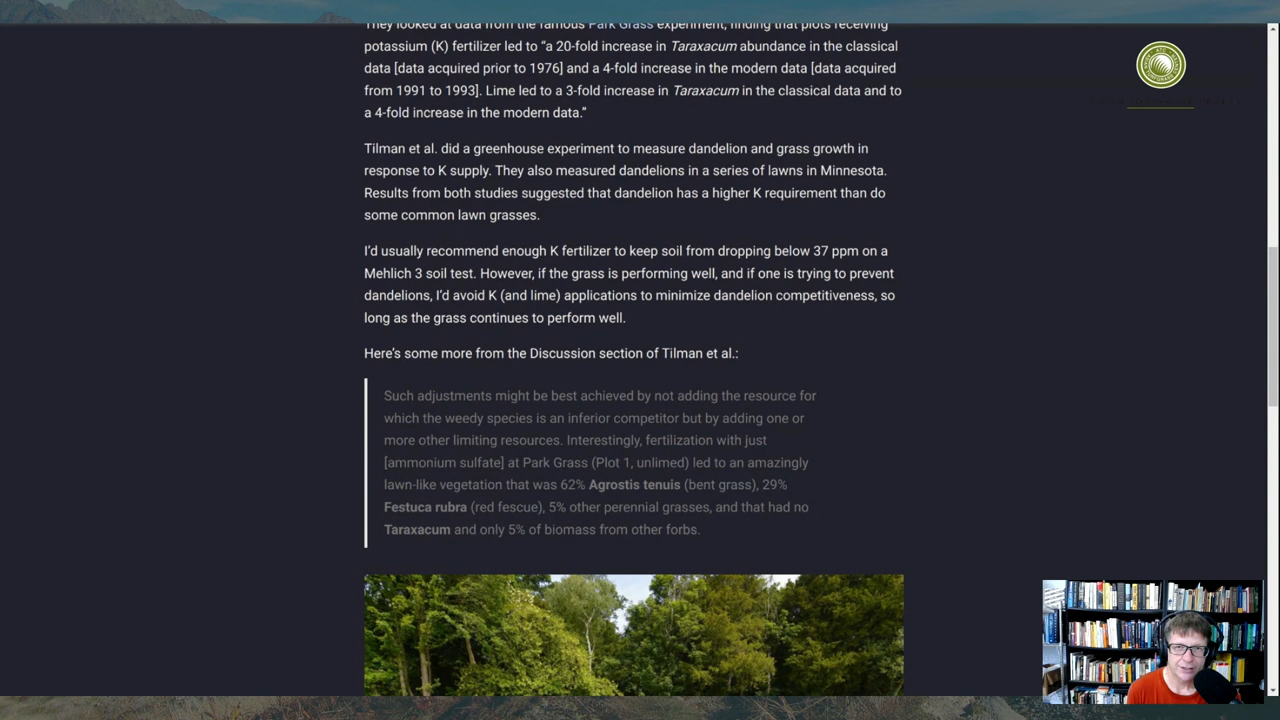 They looked at data from the famous Park Grass experiment, finding that plots receiving
potassium (K) fertilizer led to “a 20-fold increase in Taraxacum abundance in the classical
data [data acquired prior to 1976] and a 4-fold increase in the modern data [data acquired
from 1991 to 1993]. Lime led to a 3-fold increase in Taraxacum in the classical data and to
a 4-fold increase in the modern data.”
Tilman et al. did a greenhouse experiment to measure dandelion and grass growth in
response to K supply. They also measured dandelions in a series of lawns in Minnesota.
Results from both studies suggested that dandelion has a higher K requirement than do
some common lawn grasses.
I’d usually recommend enough K fertilizer to keep soil from dropping below 37 ppm on a
Mehlich 3 soil test. However, if the grass is performing well, and if one is trying to prevent
dandelions, I’d avoid K (and lime) applications to minimize dandelion competitiveness, so
long as the grass continues to perform well.
Here’s some more from the Discussion section of Tilman et al.:
Such adjustments might be best achieved by not adding the resource for
which the weedy species is an inferior competitor but by adding one or
more other limiting resources. Interestingly, fertilization with just
[ammonium sulfate] at Park Grass (Plot 1, unlimed) led to an amazingly
lawn-like vegetation that was 62% Agrostis tenuis (bent grass), 29%
Festuca rubra (red fescue), 5% other perennial grasses, and that had no
Taraxacum and only 5% of biomass from other forbs.